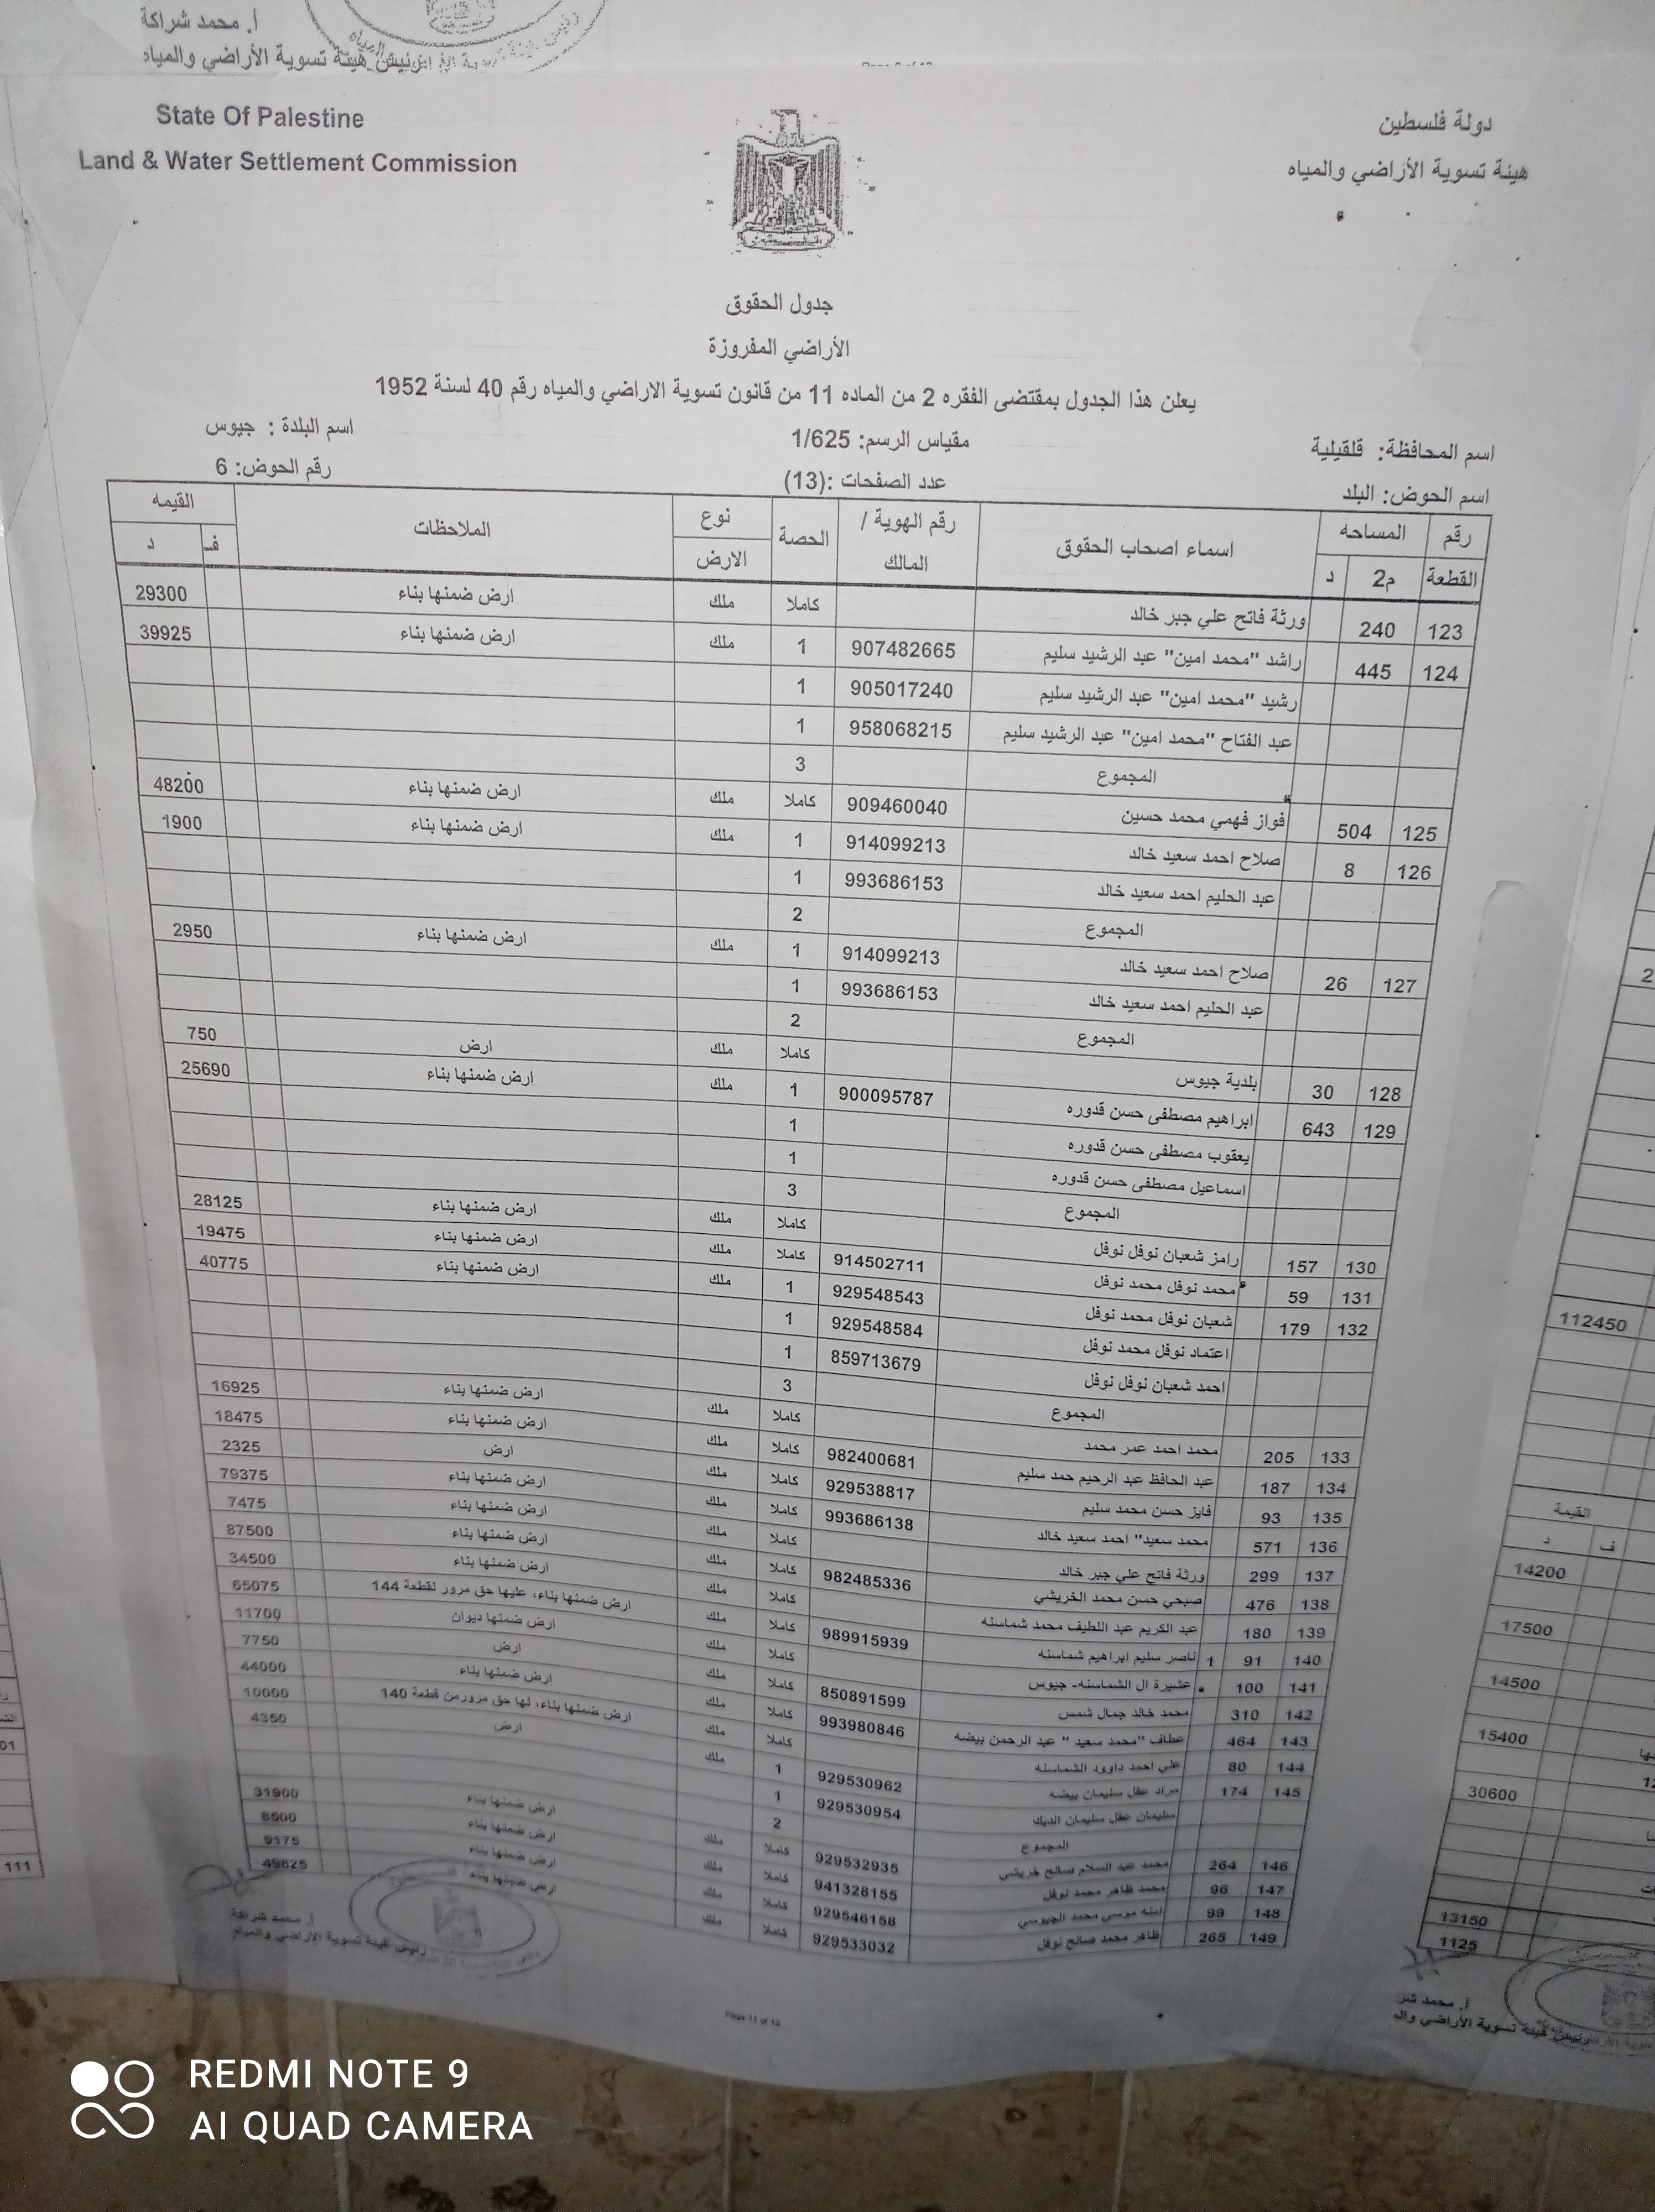 أ. محمد شراكة
رئيس هيئة تسوية الأراضي والمياه
State Of Palestine
دولة فلسطين
Land & Water Settlement Commission
هيئة تسوية الأراضي والمياه
جدول الحقوق
الأراضي المفروزة
يعلن هذا الجدول بمقتضى الفقره 2 من الماده 11 من قانون تسوية الاراضي والمياه رقم 40 لسنة 1952
اسم المحافظة: قلقيلية مقياس الرسم: 1/625 اسم البلدة : جيوس
اسم الحوض: البلد عدد الصفحات :(13) رقم الحوض: 6
رقم القطعة المساحه م2 د اسماء اصحاب الحقوق رقم الهوية / المالك الحصة نوع الارض الملاحظات القيمه ف د
123 240 ورثة فاتح علي جبر خالد كاملا ملك ارض ضمنها بناء 29300
124 445 راشد "محمد امين" عبد الرشيد سليم 907482665 1 ملك ارض ضمنها بناء 39925
رشيد "محمد امين" عبد الرشيد سليم 905017240 1
عبد الفتاح "محمد امين" عبد الرشيد سليم 958068215 1
المجموع 3
125 504 فواز فهمي محمد حسين 909460040 كاملا ملك ارض ضمنها بناء 48200
126 8 صلاح احمد سعيد خالد 914099213 1 ملك ارض ضمنها بناء 1900
عبد الحليم احمد سعيد خالد 993686153 1
المجموع 2
127 26 صلاح احمد سعيد خالد 914099213 1 ملك ارض ضمنها بناء 2950
عبد الحليم احمد سعيد خالد 993686153 1
المجموع 2
128 30 بلدية جيوس كاملا ملك ارض 750
129 643 ابراهيم مصطفى حسن قدوره 900095787 1 ملك ارض ضمنها بناء 25690
يعقوب مصطفى حسن قدوره 1
اسماعيل مصطفى حسن قدوره 1
المجموع 3
130 157 رامز شعبان نوفل نوفل 914502711 كاملا ملك ارض ضمنها بناء 28125
131 59 محمد نوفل محمد نوفل 929548543 كاملا ملك ارض ضمنها بناء 19475
132 179 شعبان نوفل محمد نوفل 929548584 1 ملك ارض ضمنها بناء 40775
اعتماد نوفل محمد نوفل 859713679 1
احمد شعبان نوفل نوفل 1
المجموع 3
133 205 محمد احمد عمر محمد 982400681 كاملا ملك ارض ضمنها بناء 16925
134 187 عبد الحافظ عبد الرحيم حمد سليم 929538817 كاملا ملك ارض ضمنها بناء 18475
135 93 فايز حسن محمد سليم 993686138 كاملا ملك ارض 2325
136 571 محمد سعيد" احمد سعيد خالد كاملا ملك ارض ضمنها بناء 79375
137 299 ورثة فاتح علي جبر خالد 982485336 كاملا ملك ارض ضمنها بناء 7475
138 476 صبحي حسن محمد الخريشي كاملا ملك ارض ضمنها بناء 87500
139 180 عبد الكريم عبد اللطيف محمد شماسنه 989915939 كاملا ملك ارض ضمنها بناء 34500
140 91 1 ناصر سليم ابراهيم شماسنه كاملا ملك ارض ضمنها بناء، عليها حق مرور لقطعة 144 65075
141 100 عشيرة ال الشماسنه- جيوس 850891599 كاملا ملك ارض ضمنها ديوان 11700
142 310 محمد خالد جمال شمس 993980846 كاملا ملك ارض 7750
143 464 عطاف "محمد سعيد " عبد الرحمن بيضه كاملا ملك ارض ضمنها بناء 44000
144 80 علي احمد داوود الشماسنه 929530962 كاملا ملك ارض ضمنها بناء، لها حق مرور من قطعة 140 10000
145 174 مراد عقل سليمان بيضه 929530954 1 ملك ارض 4350
سليمان عقل سليمان الديك 1
المجموع 2
146 264 محمد عبد السلام صالح خريشي 929532935 كاملا ملك ارض ضمنها بناء 31900
147 96 محمد ظاهر محمد نوفل 941328155 كاملا ملك ارض ضمنها بناء 8500
148 99 امنه موسى محمد الجيوسي 929546158 كاملا ملك ارض ضمنها بناء 9175
149 265 ظاهر محمد صالح نوفل 929533032 كاملا ملك ارض ضمنها بناء 49825
أ. محمد شراكة
رئيس هيئة تسوية الأراضي والمياه
Page 11 of 13
112450
القيمة
ف د
14200
17500
14500
15400
30600
13150
1125
أ. محمد شر
رئيس هيئة تسوية الأراضي والم
111
REDMI NOTE 9
AI QUAD CAMERA